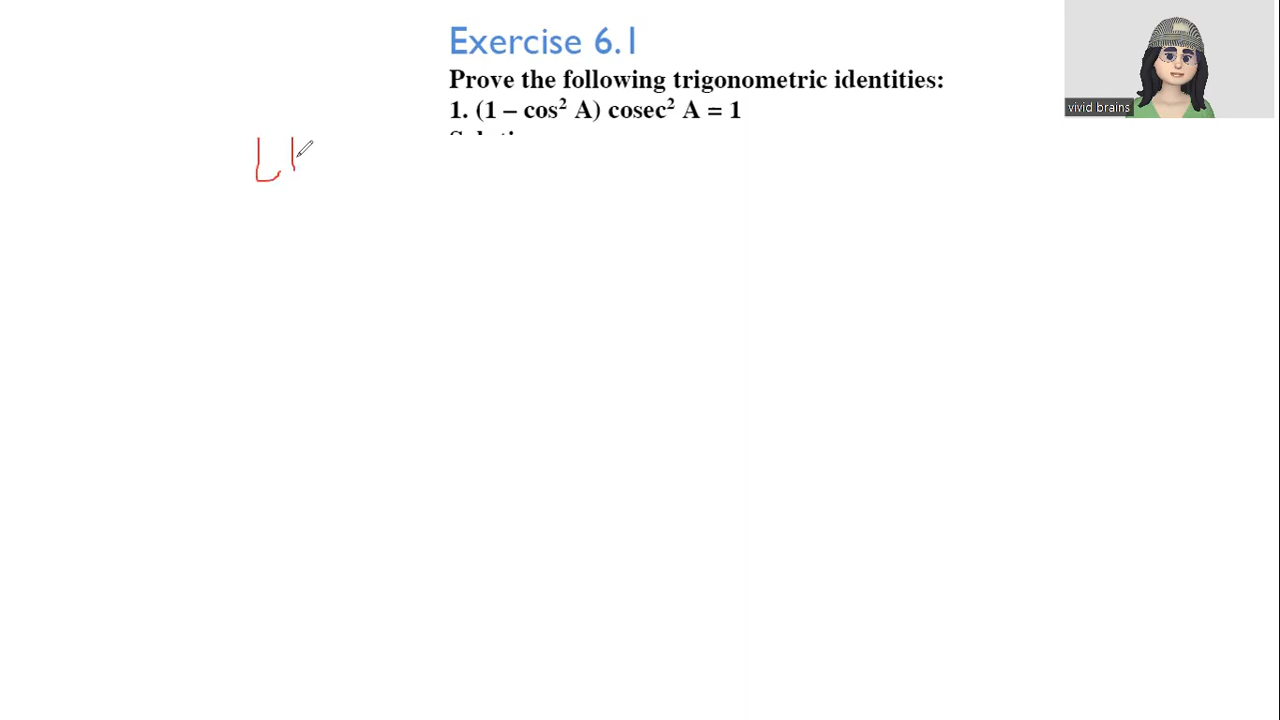 Exercise 6.1
Prove the following trigonometric identities:
vivid brains
1. (1 – cos² A) cosec² A = 1